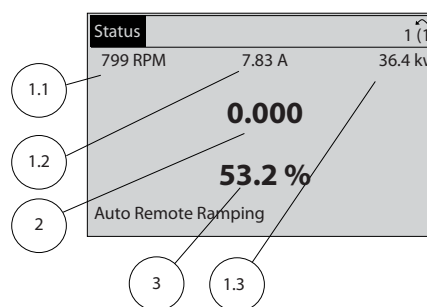 Status
1 (1
799 RPM 7.83 A 36.4 kw
1.1
0.000
1.2
53.2 %
2
Auto Remote Ramping
3 1.3